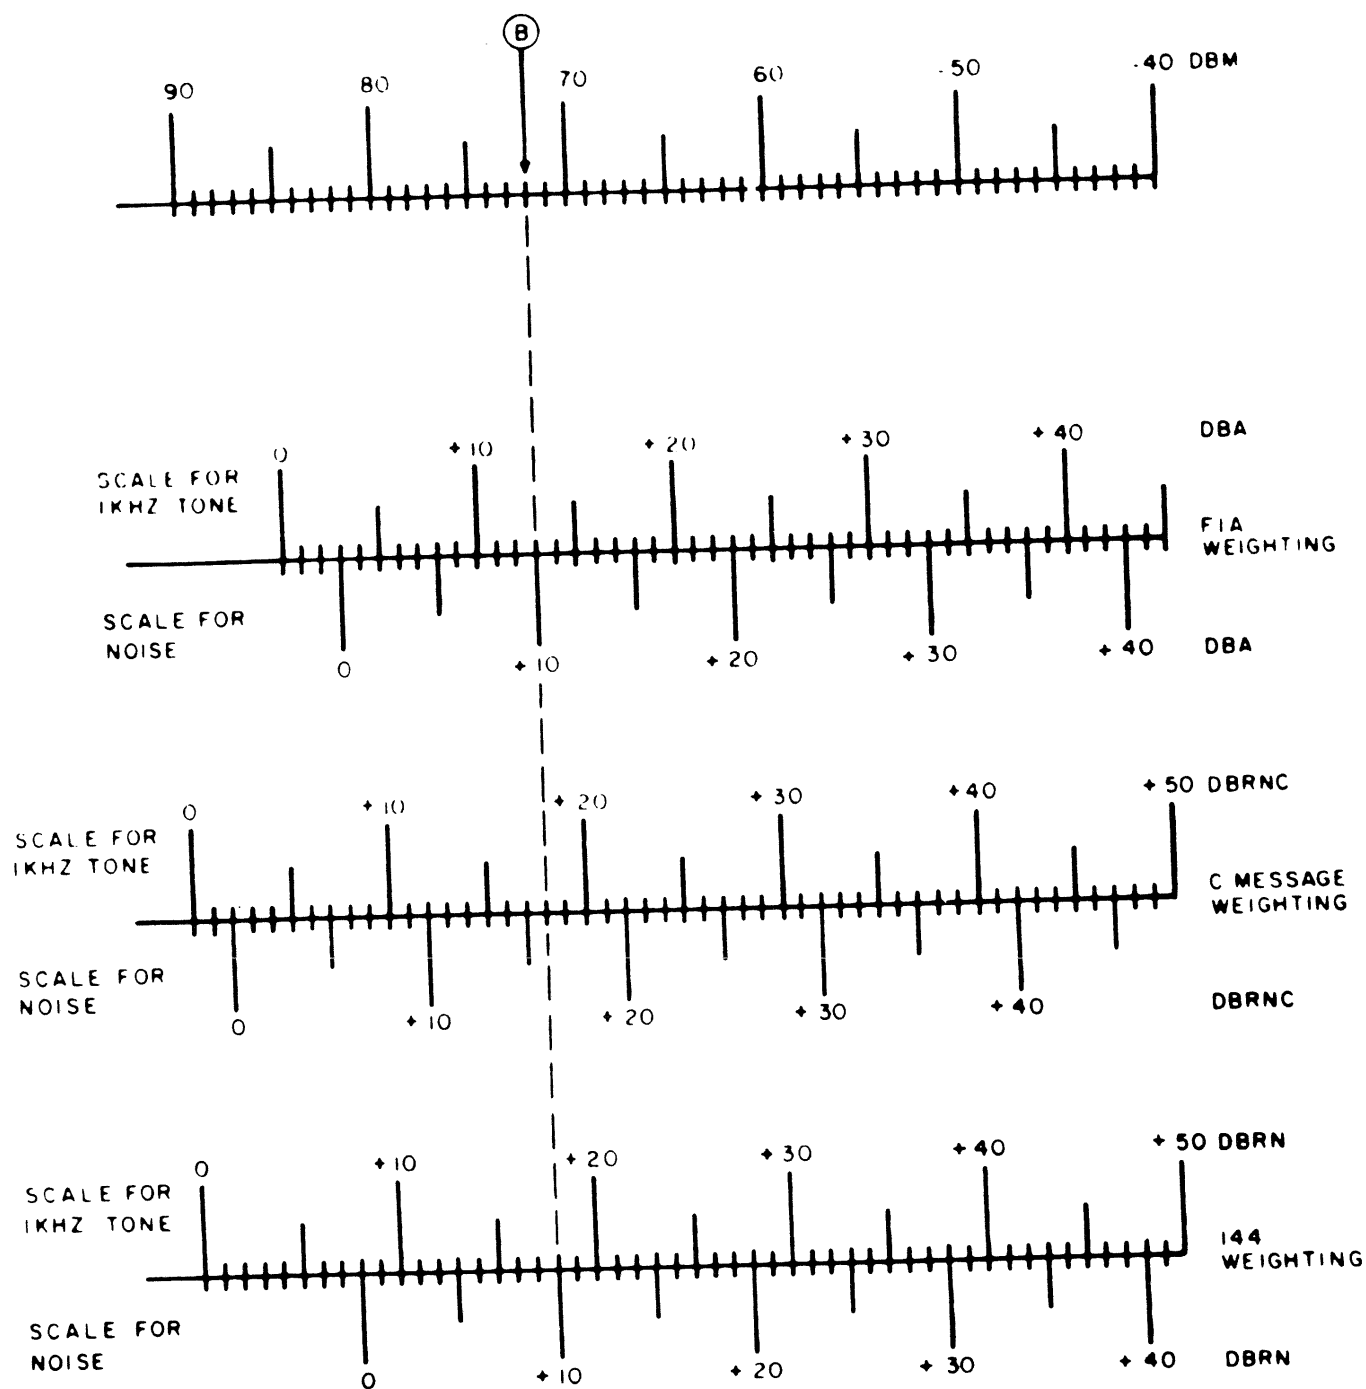 B
90 80 70 60 -50 -40 DBM
0 +10 +20 +30 +40 DBA
SCALE FOR
1KHZ TONE
F1A
WEIGHTING
SCALE FOR
NOISE
0 +10 +20 +30 +40 DBA
0 +10 +20 +30 +40 +50 DBRNC
SCALE FOR
1KHZ TONE
C MESSAGE
WEIGHTING
SCALE FOR
NOISE
0 +10 +20 +30 +40 DBRNC
0 +10 +20 +30 +40 +50 DBRN
SCALE FOR
1KHZ TONE
144
WEIGHTING
SCALE FOR
NOISE
0 +10 +20 +30 +40 DBRN